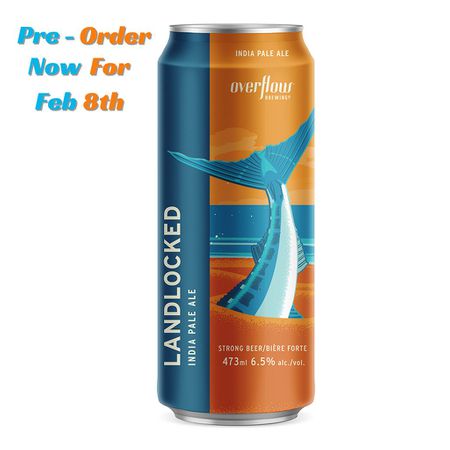 Pre - Order
Now For
Feb 8th
INDIA PALE ALE
overflow
BREWING
LANDLOCKED
INDIA PALE ALE
STRONG BEER/BIÈRE FORTE
473ml 6.5% alc./vol.